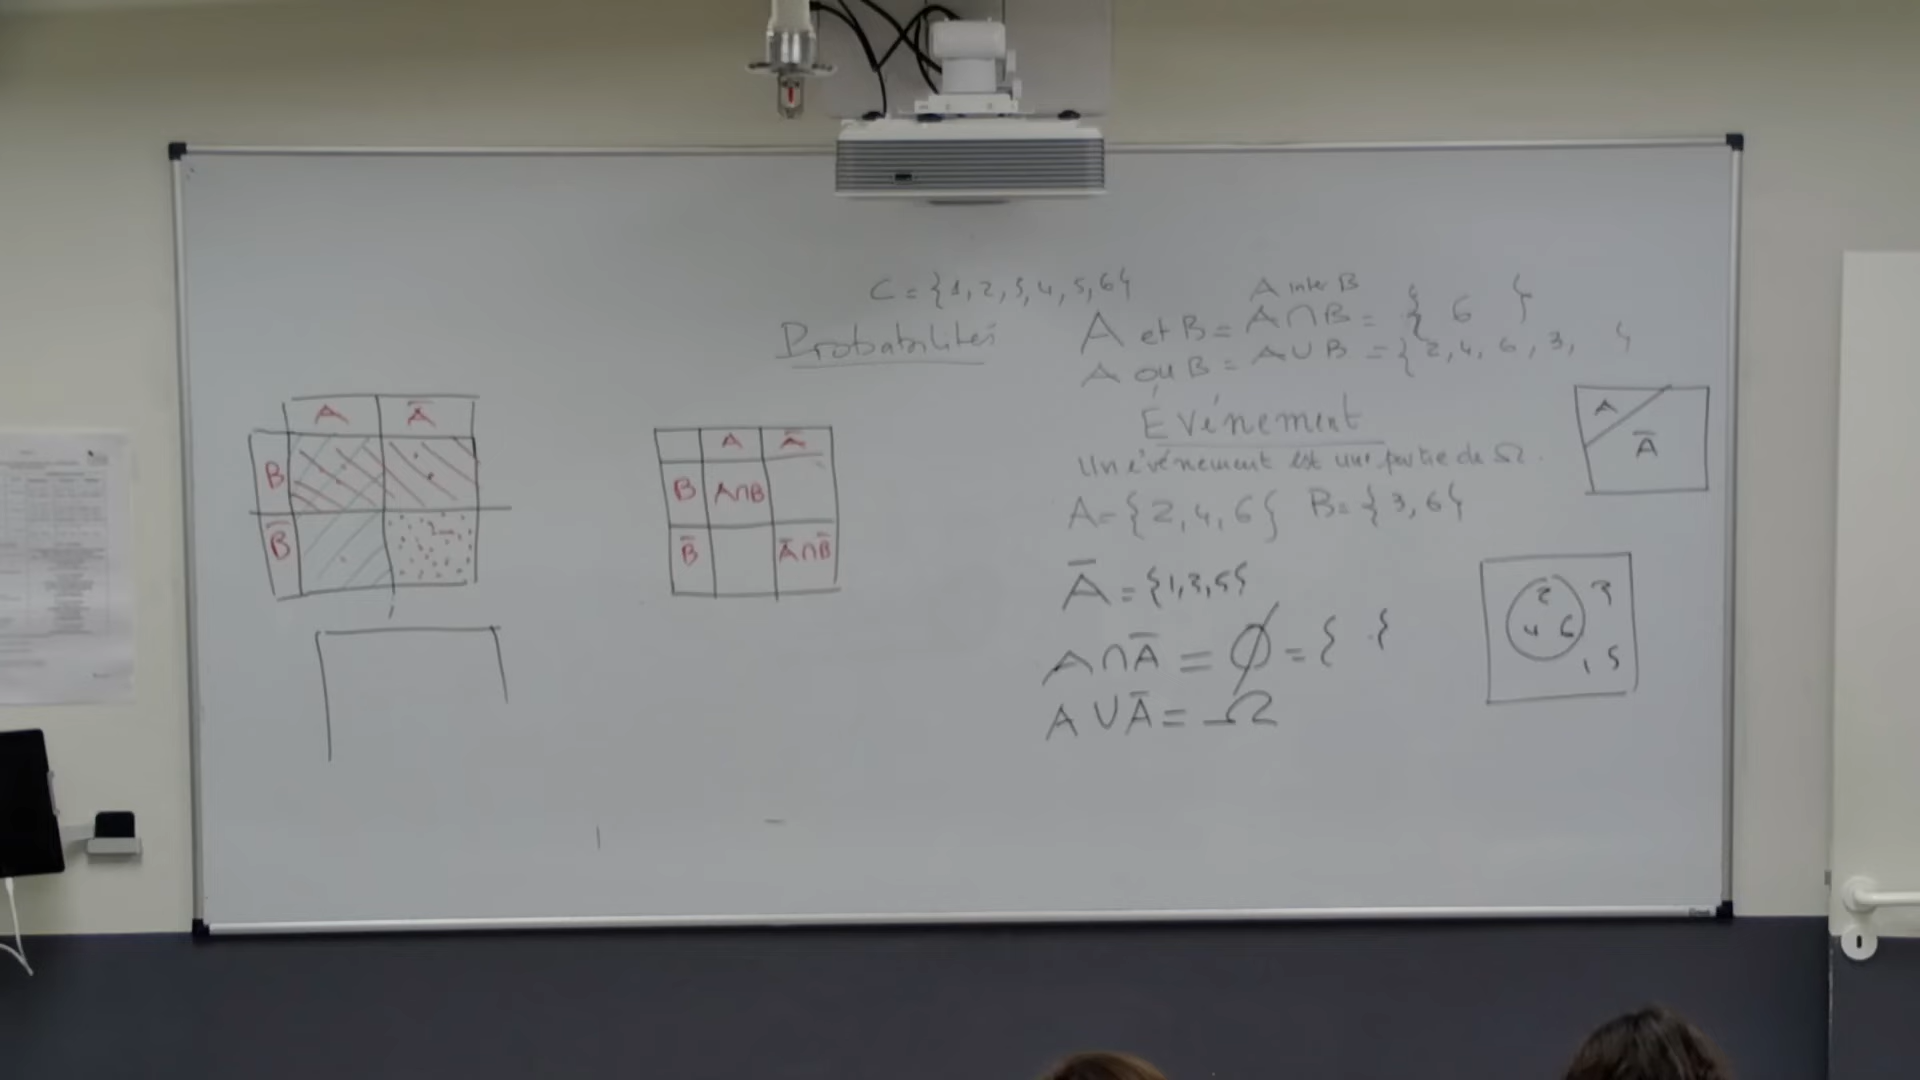 C = {1, 2, 3, 4, 5, 6}
Probabilités
A inter B
A et B = A ∩ B = { 6 }
A ou B = A ∪ B = {2, 4, 6, 3, }
Événement
Un événement est une partie de Ω.
A = {2, 4, 6} B = {3, 6}
Ā = {1, 3, 5}
A ∩ Ā = ∅ = { }
A ∪ Ā = Ω
A Ā
B
B̄
A Ā
B A∩B
B̄ Ā∩B̄
A
Ā
2 3
4 6
1 5